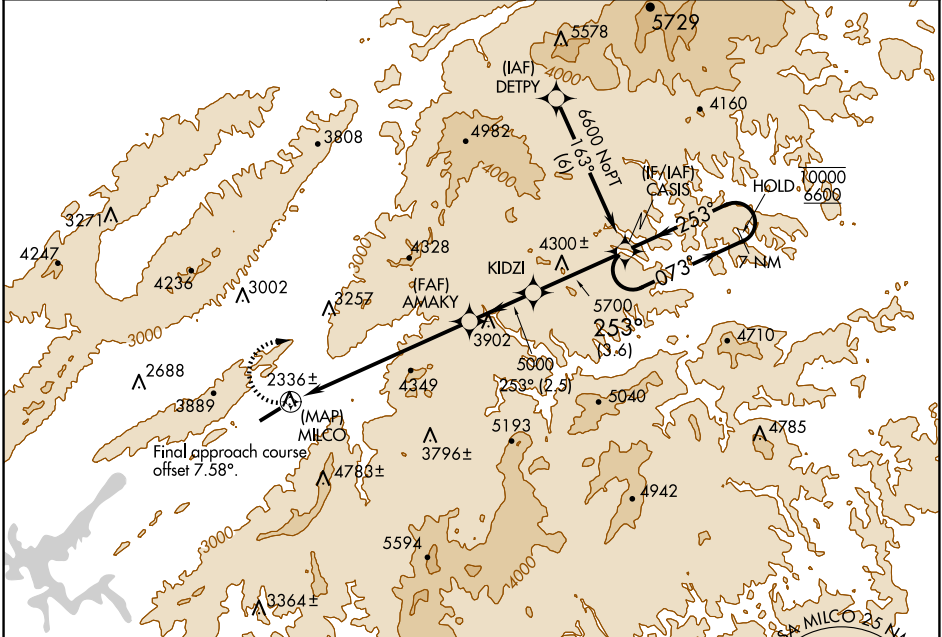 5729
5578
4000
(IAF)
DETPY
4160
3808
4982
4000
6600 NoPT
163°
(6)
(IF/IAF)
CASIS
HOLD
10000
6600
253°
073°
7 NM
3271
4247
4236
3002
3000
4328
4300±
KIDZI
3257
(FAF)
AMAKY
3902
5700
253°
(3.6)
5000
253° (2.5)
4710
3000
2688
3889
2336±
(MAP)
MILCO
4349
5040
5193
3796±
4785
Final approach course
offset 7.58°.
4783±
4942
3000
5594
4000
3364±
MILCO 25